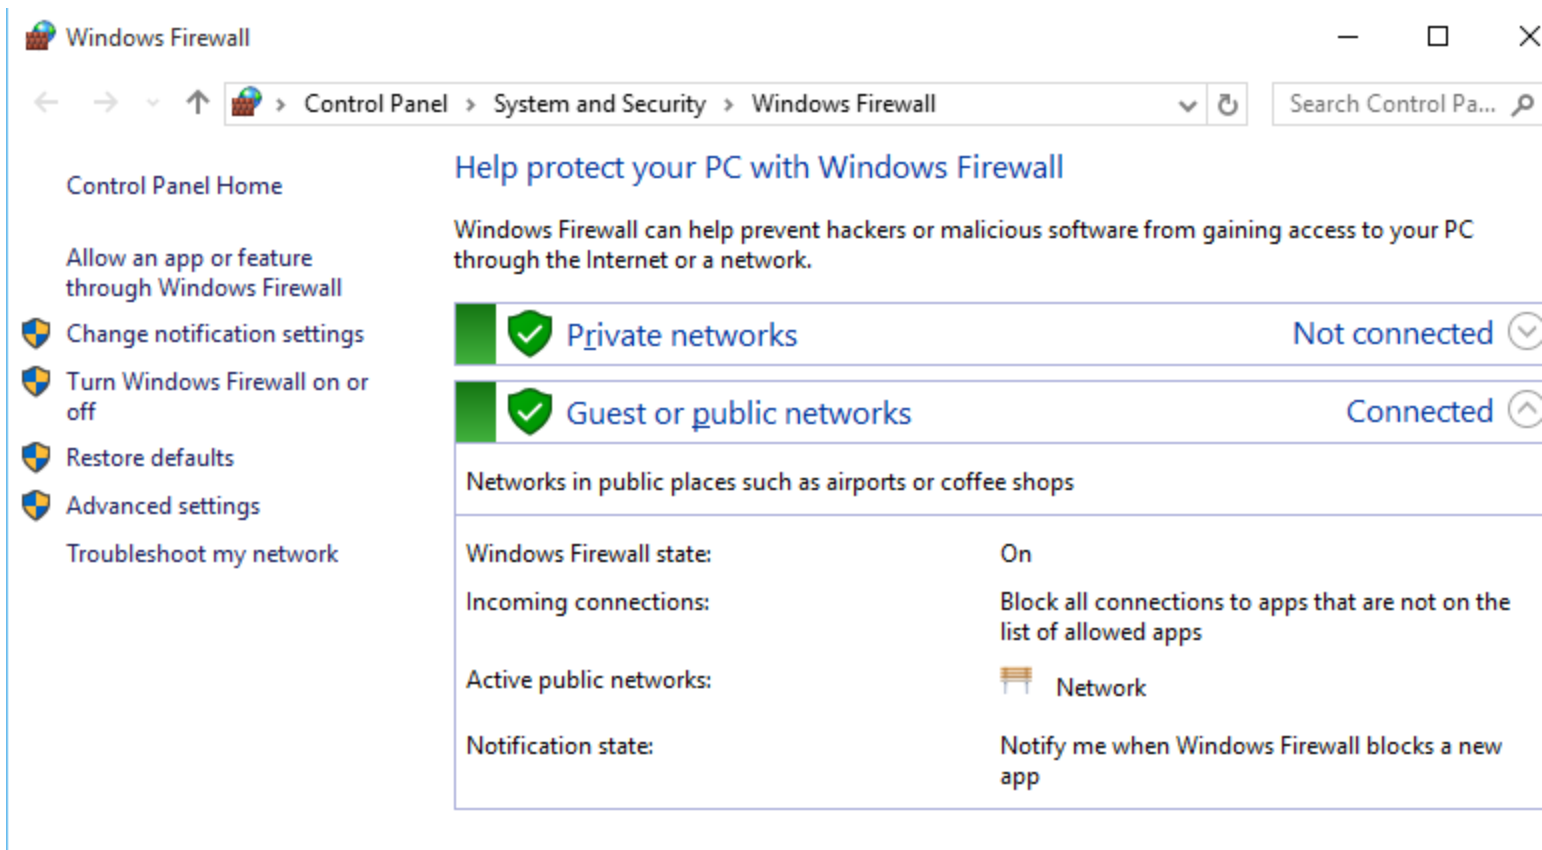 Windows Firewall
Control Panel > System and Security > Windows Firewall
Search Control Pa...
Control Panel Home
Allow an app or feature
through Windows Firewall
Change notification settings
Turn Windows Firewall on or
off
Restore defaults
Advanced settings
Troubleshoot my network
Help protect your PC with Windows Firewall
Windows Firewall can help prevent hackers or malicious software from gaining access to your PC
through the Internet or a network.
Private networks Not connected
Guest or public networks Connected
Networks in public places such as airports or coffee shops
Windows Firewall state: On
Incoming connections: Block all connections to apps that are not on the
list of allowed apps
Active public networks: Network
Notification state: Notify me when Windows Firewall blocks a new
app